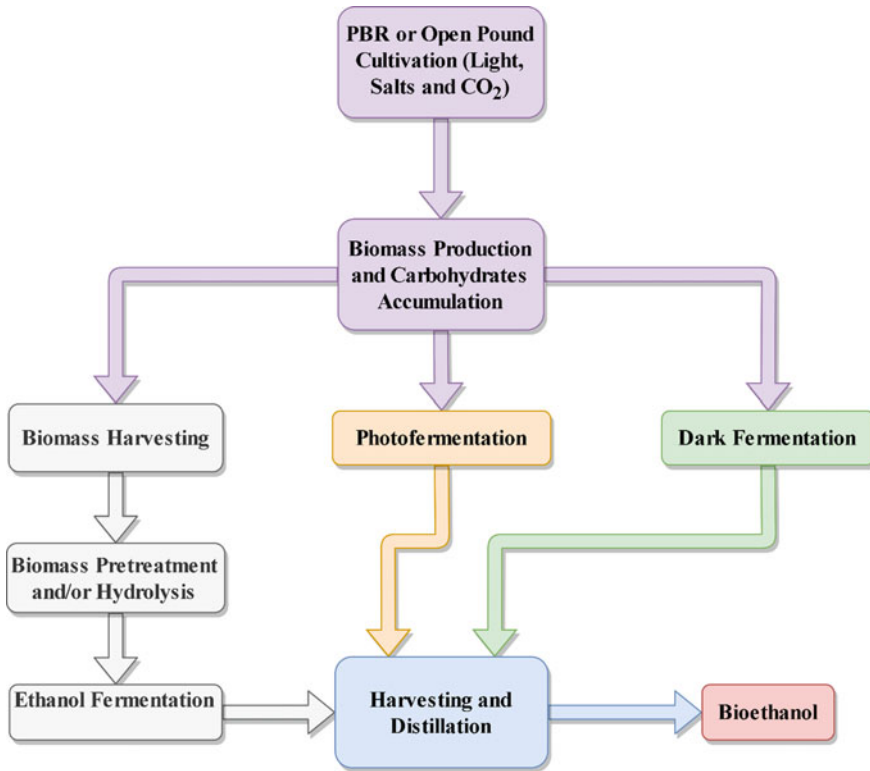 PBR or Open Pound
Cultivation (Light,
Salts and CO₂)
Biomass Production
and Carbohydrates
Accumulation
Biomass Harvesting
Photofermentation
Dark Fermentation
Biomass Pretreatment
and/or Hydrolysis
Ethanol Fermentation
Harvesting and
Distillation
Bioethanol